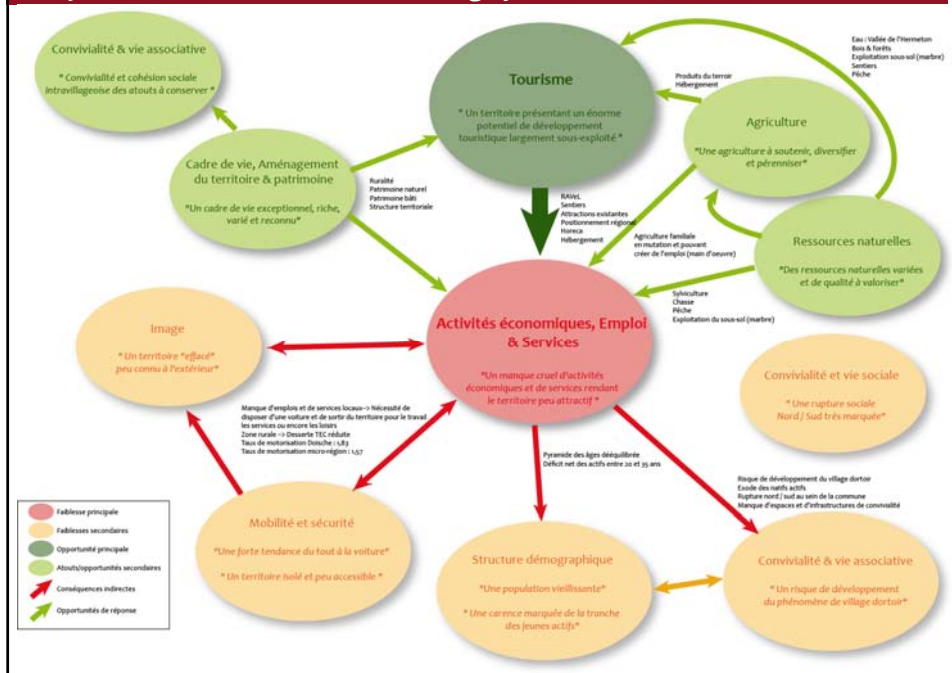 Convivialité & vie associative
" Convivialité et cohésion sociale
intravillageoise des atouts à conserver "
Tourisme
" Un territoire présentant un énorme
potentiel de développement
touristique largement sous-exploité. "
Produits du terroir
Hébergement
Eau : Vallée de l'Hermeton
Bois & forêts
Exploitation sous-sol (marbre)
Sentiers
Pêche
Agriculture
"Une agriculture à soutenir, diversifier
et pérenniser"
Cadre de vie, Aménagement
du territoire & patrimoine
"Un cadre de vie exceptionnel, riche,
varié et reconnu"
Ruralité
Patrimoine naturel
Patrimoine bâti
Structure territoriale
RAVeL
Sentiers
Attractions existantes
Positionnement régional
Horeca
Hébergement
Agriculture familiale
en mutation et pouvant
créer de l'emploi (main d'oeuvre)
Ressources naturelles
"Des ressources naturelles variées
et de qualité à valoriser"
Sylviculture
Chasse
Pêche
Exploitation du sous-sol (marbre)
Image
" Un territoire "effacé"
peu connu à l'extérieur"
Activités économiques, Emploi
& Services
"Un manque cruel d'activités
économiques et de services rendant
le territoire peu attractif "
Convivialité et vie sociale
" Une rupture sociale
Nord / Sud très marquée"
Manque d'emplois et de services locaux--> Nécessité de
disposer d'une voiture et de sortir du territoire pour le travail
les services ou encore les loisirs
Zone rurale --> Desserte TEC réduite
Taux de motorisation Doische : 1,83
Taux de motorisation micro-région : 1,57
Pyramide des âges dééquilibrée
Déficit net des actifs entre 20 et 35 ans
Risque de développement du village dortoir
Exode des natifs actifs
Rupture nord / sud au sein de la commune
Manque d'espaces et d'infrastructures de convivialité
Mobilité et sécurité
"Une forte tendance du tout à la voiture"
" Un territoire isolé et peu accessible "
Structure démographique
"Une population vieillissante"
"Une carence marquée de la tranche
des jeunes actifs"
Convivialité & vie associative
"Un risque de développement
du phénomène de village dortoir"
Faiblesse principale
Faiblesses secondaires
Opportunité principale
Atouts/opportunités secondaires
Conséquences indirectes
Opportunités de réponse